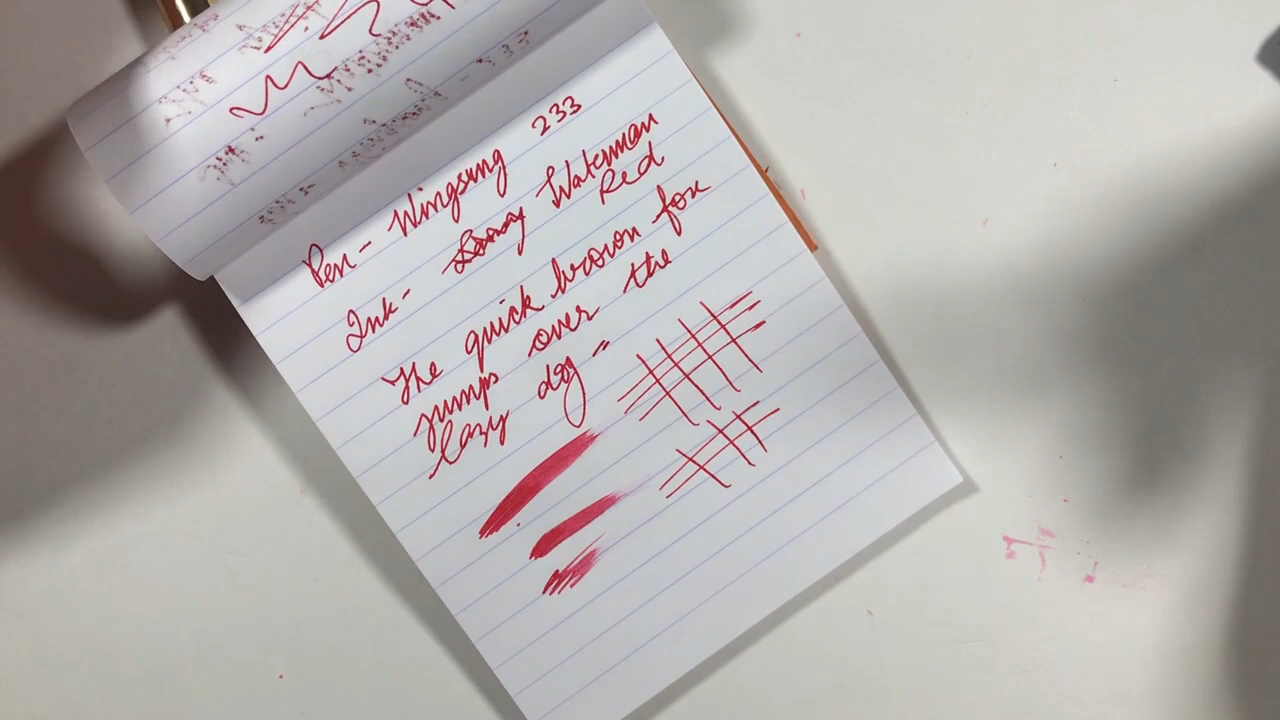 Pen - Wingsung 233
Ink - Waterman
Red
The quick brown fox
jumps over the
lazy dog =